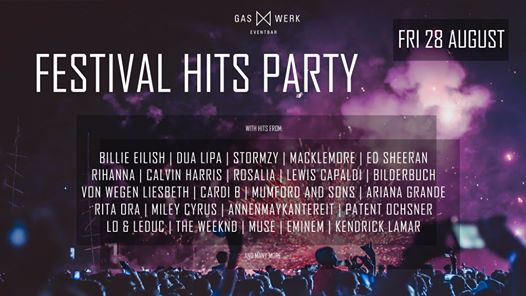 GAS WERK
EVENTBAR
FRI 28 AUGUST
FESTIVAL HITS PARTY
WITH HITS FROM
BILLIE EILISH | DUA LIPA | STORMZY | MACKLEMORE | ED SHEERAN
RIHANNA | CALVIN HARRIS | ROSALIA | LEWIS CAPALDI | BILDERBUCH
VON WEGEN LIESBETH | CARDI B | MUMFORD AND SONS | ARIANA GRANDE
RITA ORA | MILEY CYRUS | ANNENMAYKANTEREIT | PATENT OCHSNER
LO & LEDUC | THE WEEKND | MUSE | EMINEM | KENDRICK LAMAR
AND MANY MORE